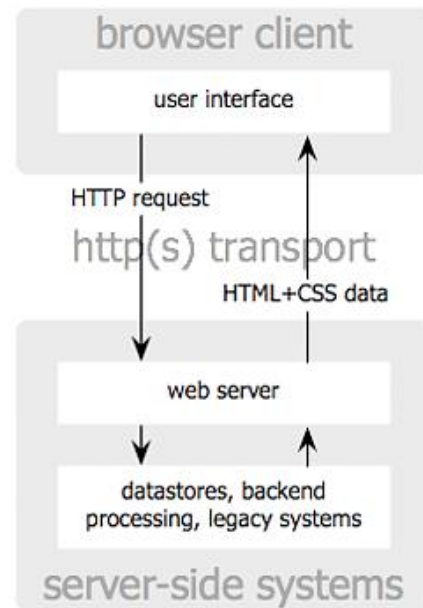 browser client
user interface
HTTP request
http(s) transport
HTML+CSS data
web server
datastores, backend
processing, legacy systems
server-side systems